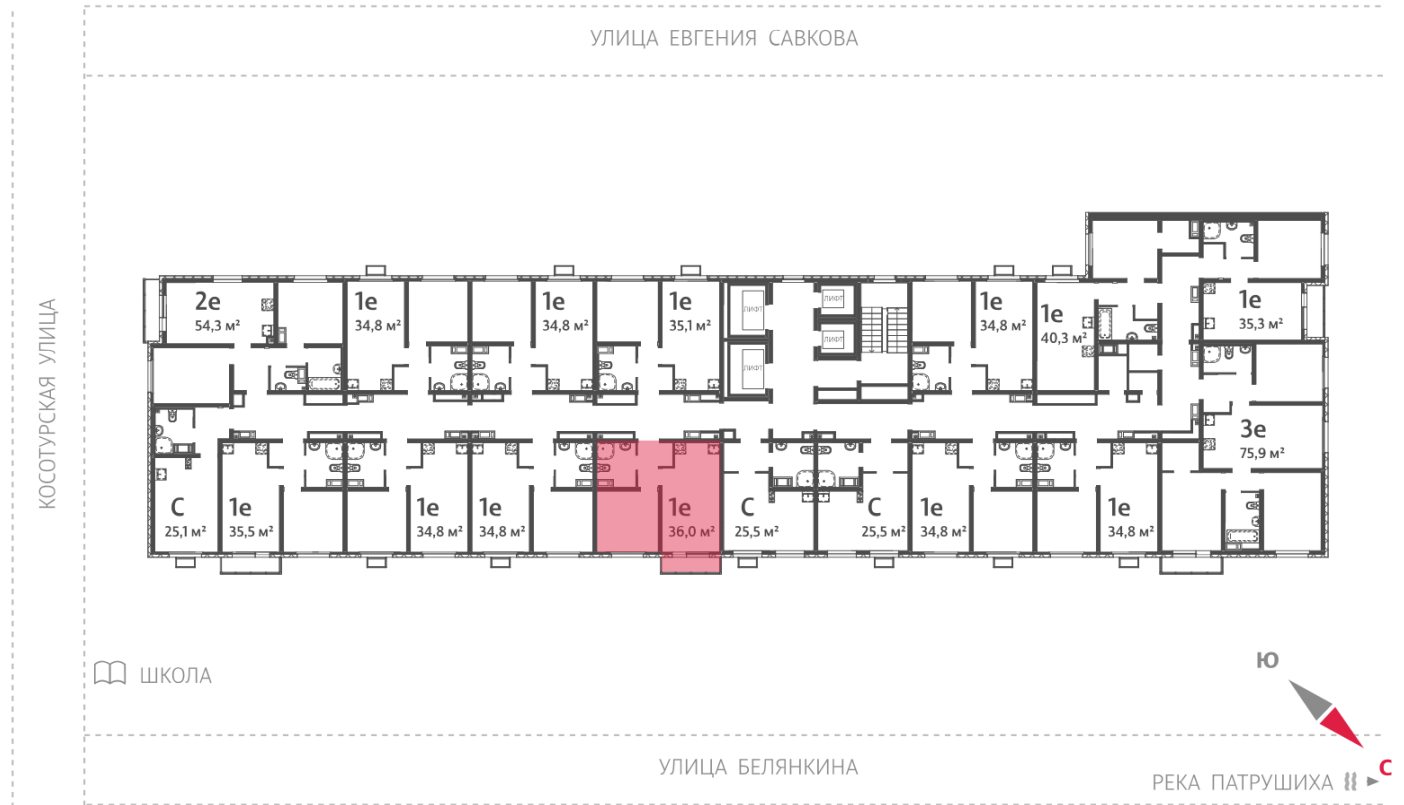 УЛИЦА ЕВГЕНИЯ САВКОВА
КОСОТУРСКАЯ УЛИЦА
2е
54,3 м²
1е
34,8 м²
1е
34,8 м²
1е
35,1 м²
ЛИФТ
ЛИФТ
ЛИФТ
ЛИФТ
1е
34,8 м²
1е
40,3 м²
1е
35,3 м²
3е
75,9 м²
С
25,1 м²
1е
35,5 м²
1е
34,8 м²
1е
34,8 м²
1е
36,0 м²
С
25,5 м²
С
25,5 м²
1е
34,8 м²
1е
34,8 м²
ШКОЛА
Ю
С
УЛИЦА БЕЛЯНКИНА
РЕКА ПАТРУШИХА